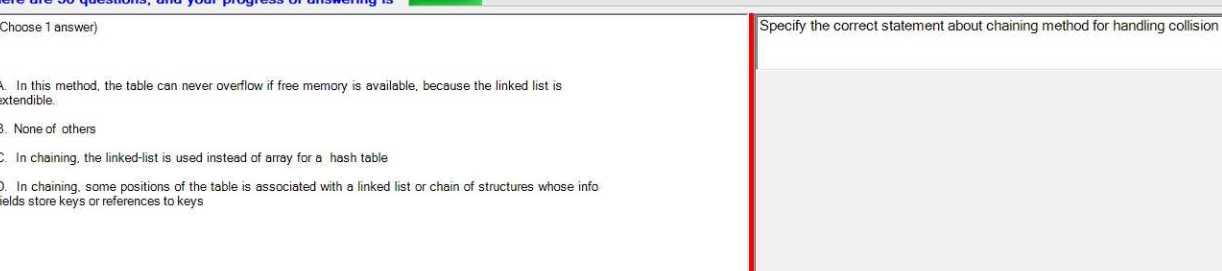 ere are 50 questions, and your progress of answering is
Choose 1 answer)
Specify the correct statement about chaining method for handling collision
A. In this method, the table can never overflow if free memory is available, because the linked list is
extendible.
B. None of others
C. In chaining, the linked-list is used instead of array for a hash table
D. In chaining, some positions of the table is associated with a linked list or chain of structures whose info
fields store keys or references to keys